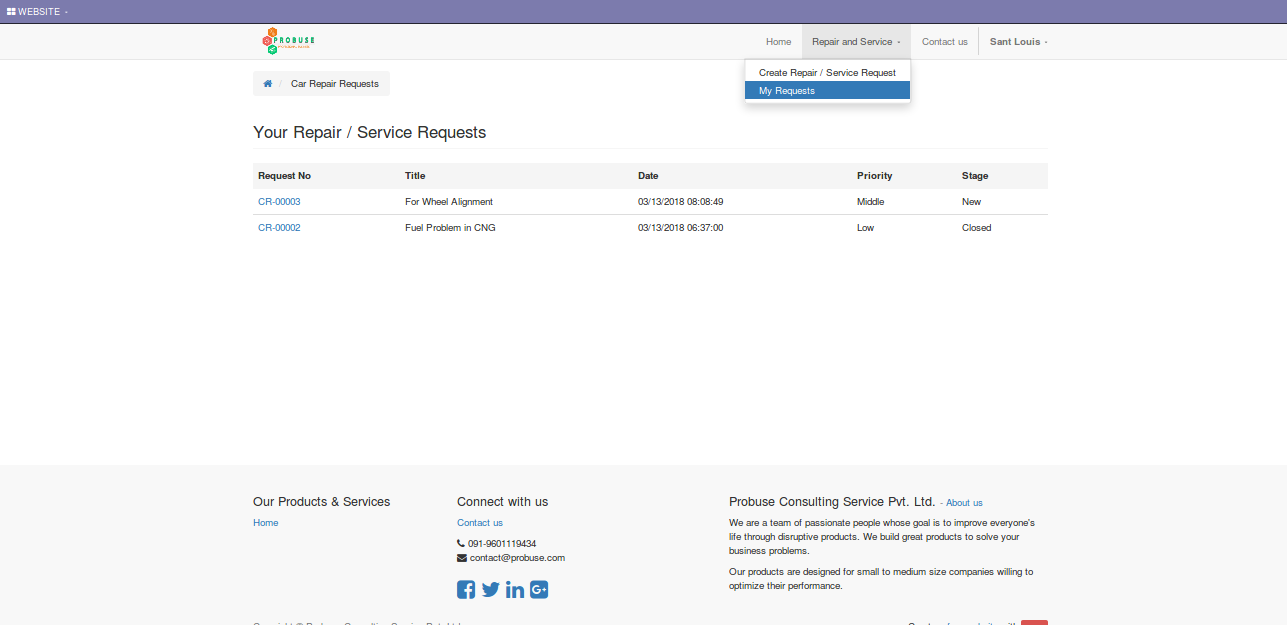 WEBSITE
PROBUSE
Home Repair and Service Contact us Sant Louis
Create Repair / Service Request
My Requests
/ Car Repair Requests
Your Repair / Service Requests
Request No Title Date Priority Stage
CR-00003 For Wheel Alignment 03/13/2018 08:08:49 Middle New
CR-00002 Fuel Problem in CNG 03/13/2018 06:37:00 Low Closed
Our Products & Services
Home
Connect with us
Contact us
091-9601119434
contact@probuse.com
Probuse Consulting Service Pvt. Ltd. - About us
We are a team of passionate people whose goal is to improve everyone's
life through disruptive products. We build great products to solve your
business problems.
Our products are designed for small to medium size companies willing to
optimize their performance.